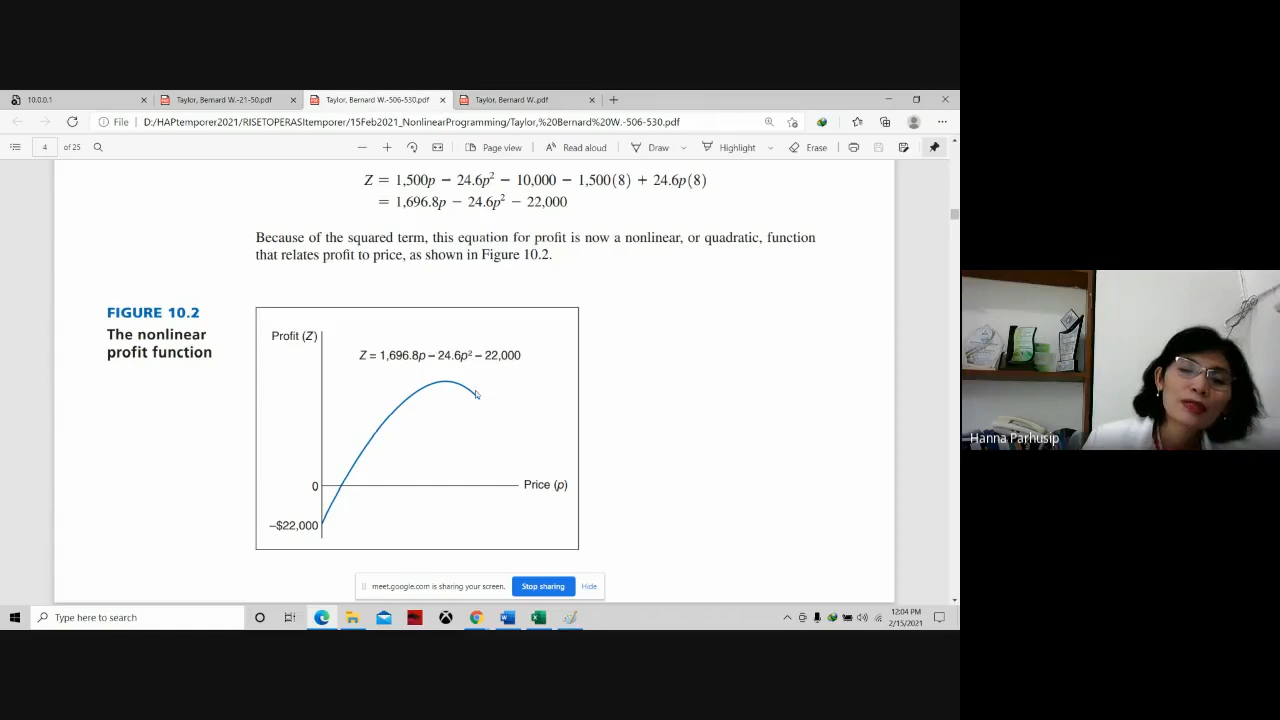 10.0.0.1
Taylor, Bernard W.-21-50.pdf
Taylor, Bernard W.-506-530.pdf
Taylor, Bernard W..pdf
File
D:/HAPtemporer2021/RISETOPERASItemporer/15Feb2021_NonlinearProgramming/Taylor,%20Bernard%20W.-506-530.pdf
4 of 25
Page view
Read aloud
Draw
Highlight
Erase
Z = 1,500p − 24.6p² − 10,000 − 1,500(8) + 24.6p(8)
= 1,696.8p − 24.6p² − 22,000
Because of the squared term, this equation for profit is now a nonlinear, or quadratic, function
that relates profit to price, as shown in Figure 10.2.
FIGURE 10.2
The nonlinear
profit function
Profit (Z)
Z = 1,696.8p − 24.6p² − 22,000
0
Price (p)
−$22,000
meet.google.com is sharing your screen.
Stop sharing
Hide
Type here to search
12:04 PM
2/15/2021
Hanna Parhusip